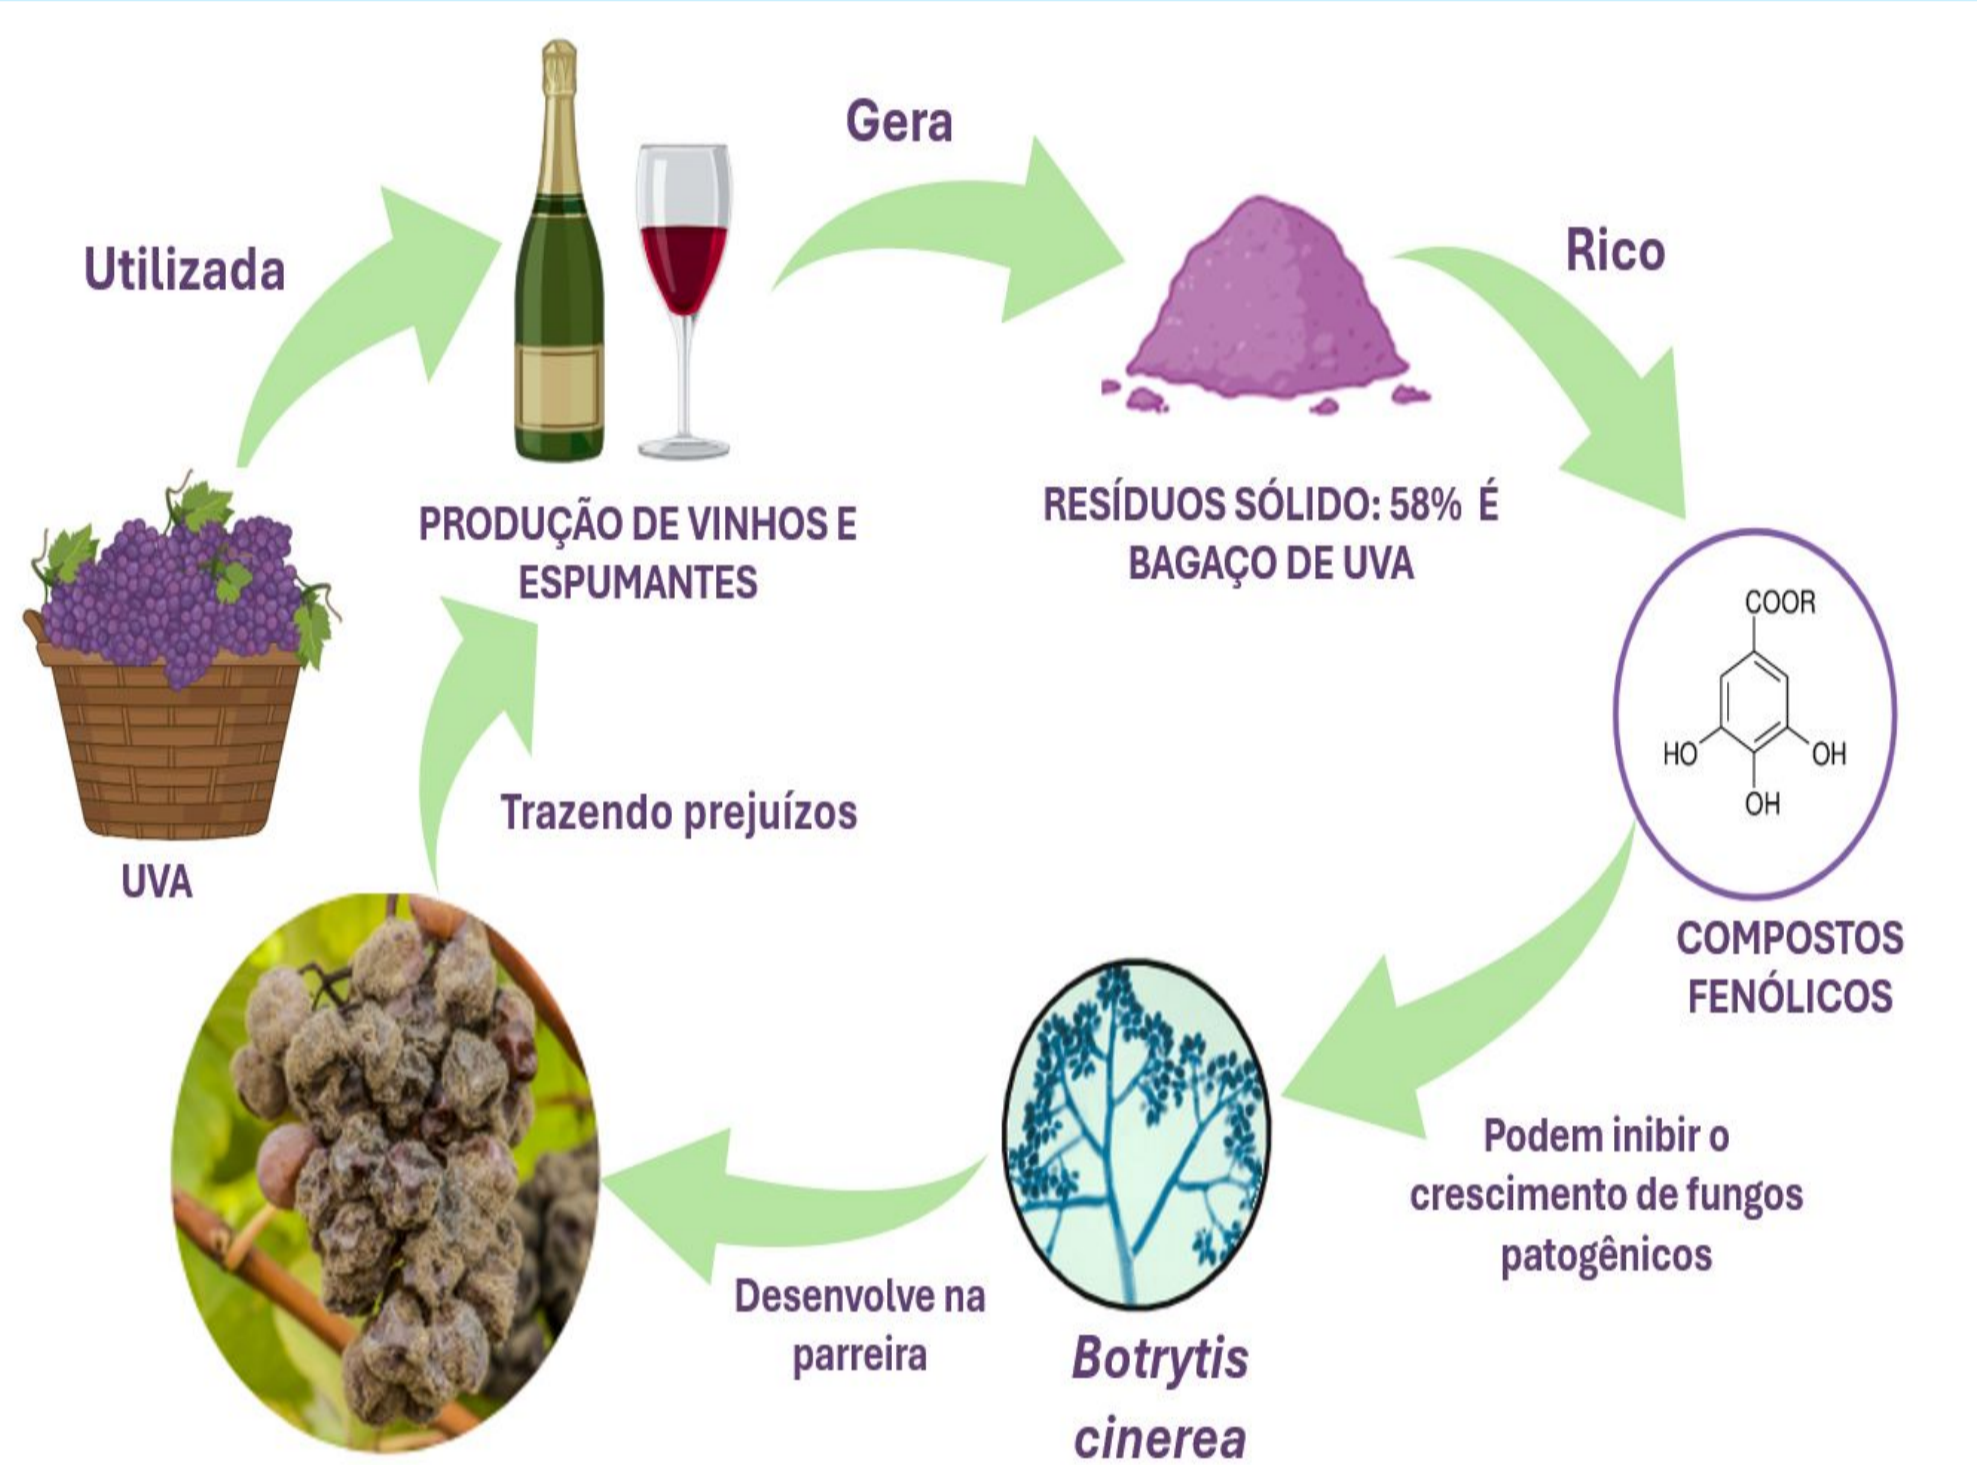 Utilizada
Gera
Rico
PRODUÇÃO DE VINHOS E
ESPUMANTES
RESÍDUOS SÓLIDO: 58% É
BAGAÇO DE UVA
COOR
HO
OH
OH
COMPOSTOS
FENÓLICOS
UVA
Trazendo prejuízos
Podem inibir o
crescimento de fungos
patogênicos
Desenvolve na
parreira
Botrytis
cinerea